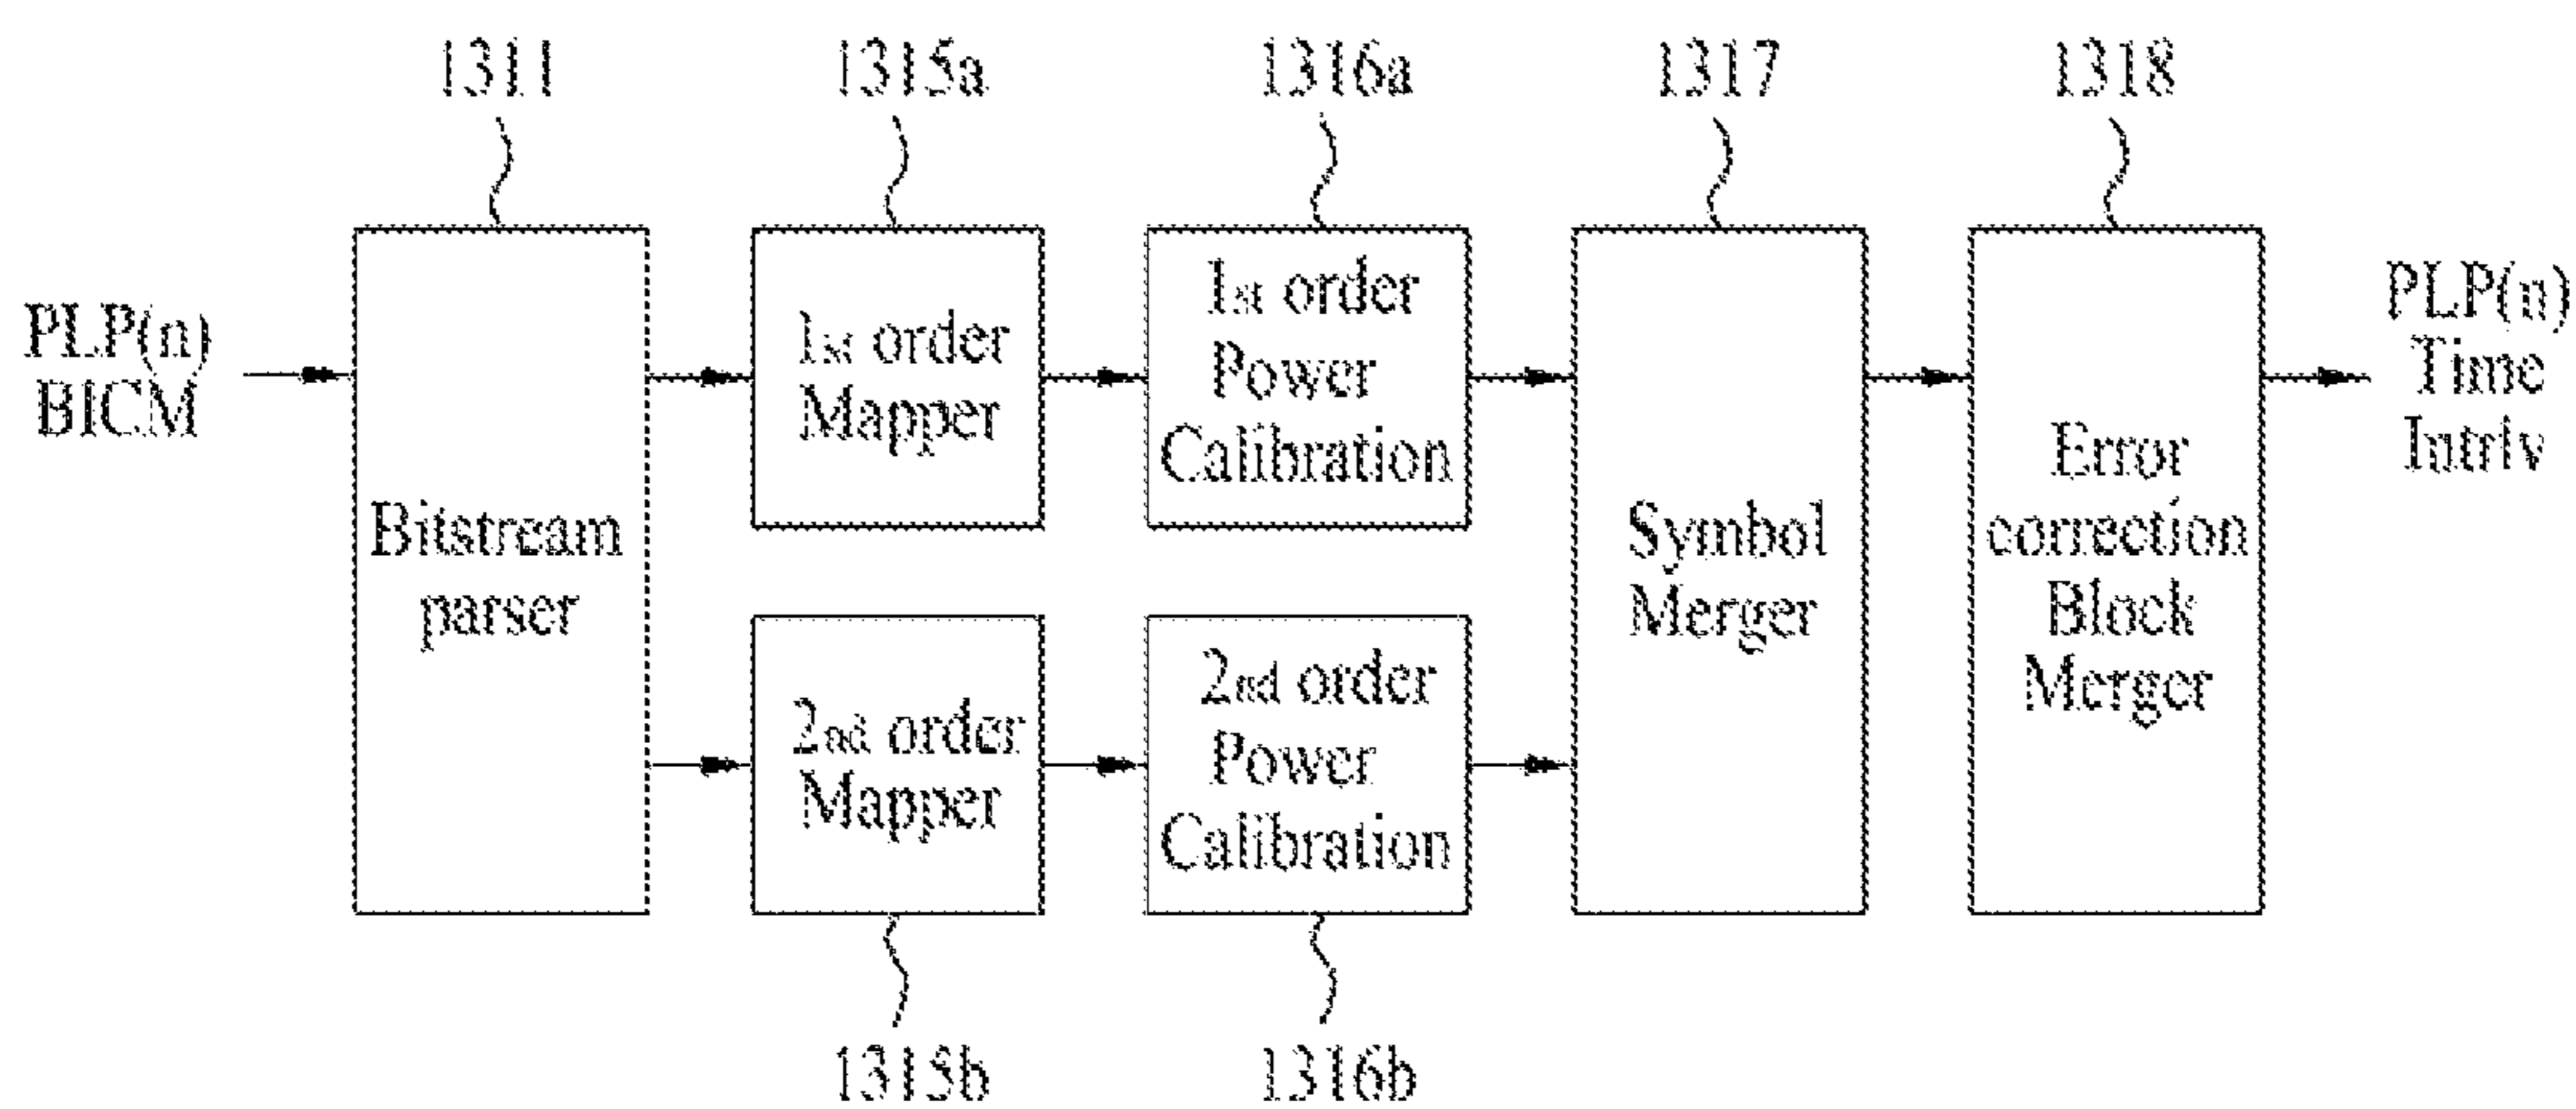 1311
1315a
1316a
1317
1318
PLP(n)
BICM
Bitstream
parser
1st order
Mapper
1st order
Power
Calibration
2nd order
Mapper
2nd order
Power
Calibration
Symbol
Merger
Error
correction
Block
Merger
PLP(n)
Time
Intrlv
1315b
1316b